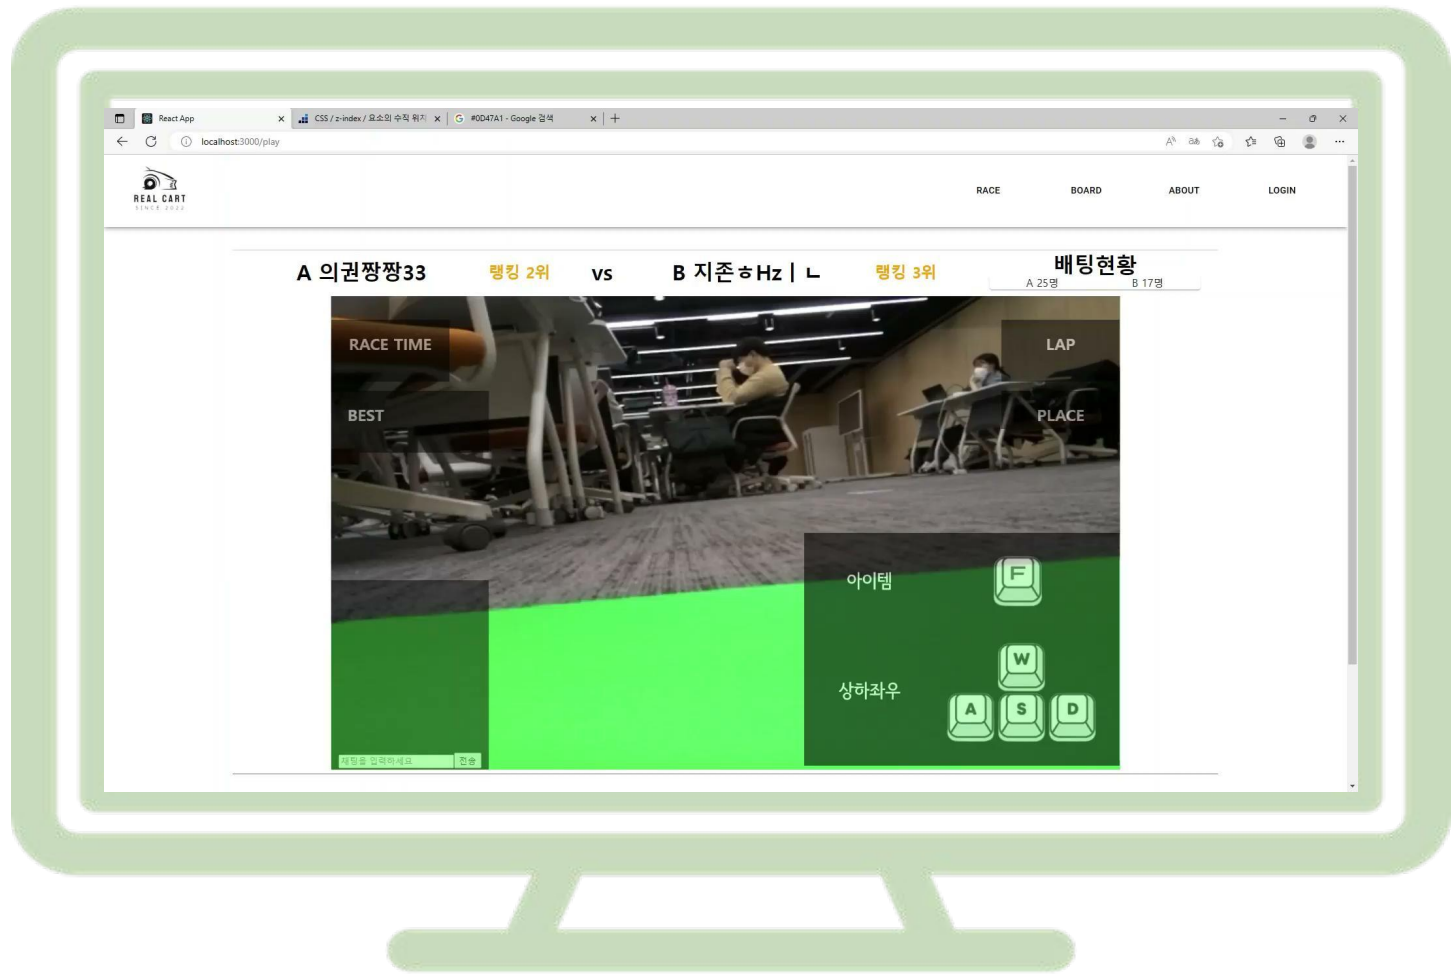 React App
CSS / z-index / 요소의 수직 위치
#0D47A1 - Google 검색
localhost:3000/play
REAL CART
SINCE 2022
RACE
BOARD
ABOUT
LOGIN
A 의권짱짱33
랭킹 2위
vs
B 지존ㅎHzㅣㄴ
랭킹 3위
배팅현황
A 25명
B 17명
RACE TIME
LAP
BEST
PLACE
아이템
F
상하좌우
W
A S D
채팅을 입력하세요
전송